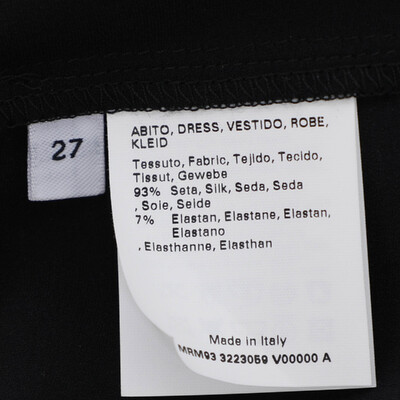 27
ABITO, DRESS, VESTIDO, ROBE,
KLEID
Tessuto, Fabric, Tejido, Tecido,
Tissut, Gewebe
93% Seta, Silk, Seda, Seda
, Soie, Seide
7% Elastan, Elastane, Elastan,
Elastano
, Elasthanne, Elasthan
Made in Italy
MRM93 3223059 V00000 A